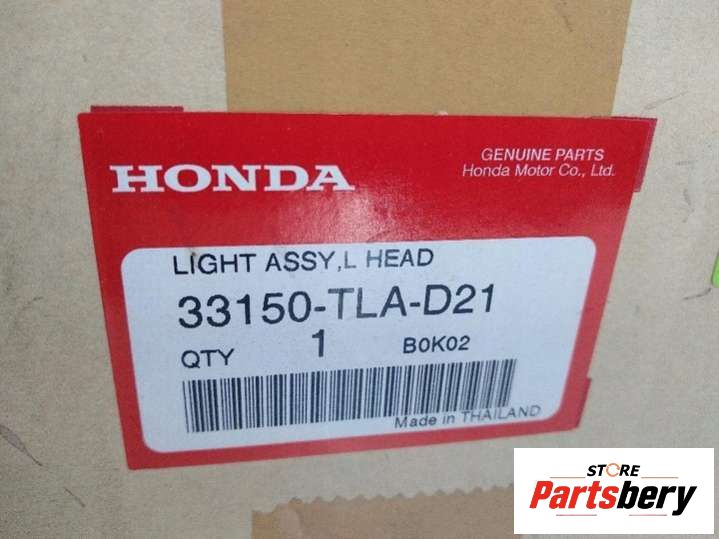 HONDA
GENUINE PARTS
Honda Motor Co., Ltd.
LIGHT ASSY,L HEAD
33150-TLA-D21
QTY 1 B0K02
Made in THAILAND
STORE
Partsbery